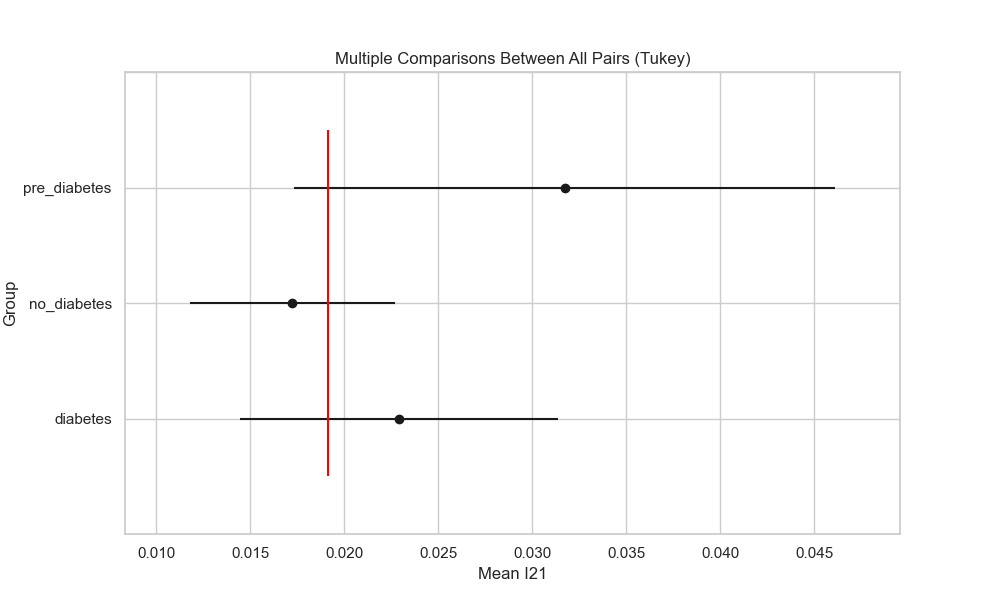 Multiple Comparisons Between All Pairs (Tukey)
pre_diabetes
no_diabetes
diabetes
Group
0.010 0.015 0.020 0.025 0.030 0.035 0.040 0.045
Mean I21